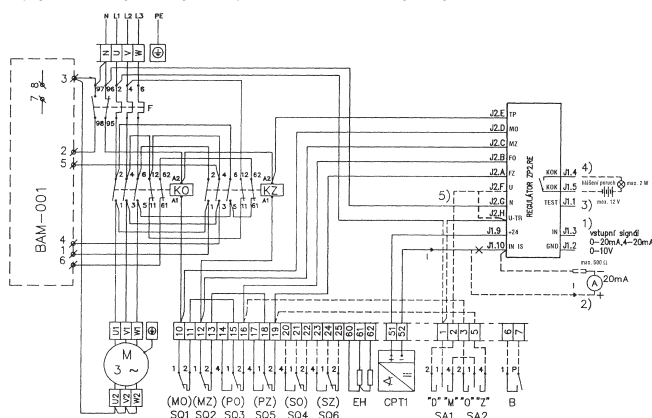 N L1 L2 L3 PE
N U V W
3
97 96 2 4 6
8
7
F
98 95
2
5
2 4 6 12 62 A2
2 4 6 12 62 A2
KO
KZ
1 3 5 11 61 A1
1 3 5 11 61 A1
BAM-001
4
1
6
J2.E TP
J2.D MO
J2.C MZ
J2.B FO
J2.A FZ
J2.F U
J2.G N
J2.H U-TR
J1.9 +24
J1.10 IN IS
REGULÁTOR ZP2.RE
KOK J1.4
KOK J1.5
TEST J1.1
IN J1.3
GND J1.2
4)
hlášení poruch max. 2 W
max. 12 V
3)
5)
1)
vstupní signál
0-20mA,4-20mA
0-10V
max. 500 Ω
20mA
A
2)
I
U1 V1 W1
M
3 ~
U2 V2 W2
10 11 12 13 14 15 16 17 18 19 20 21 22 23 24 25 60 61 62
51 52
1 2 3 5
6 7
(MO) (MZ) (PO) (PZ) (SO) (SZ) EH CPT1
SQ1 SQ2 SQ3 SQ5 SQ4 SQ6
"D" "M" "O" "Z"
SA1 SA2
1 P
B